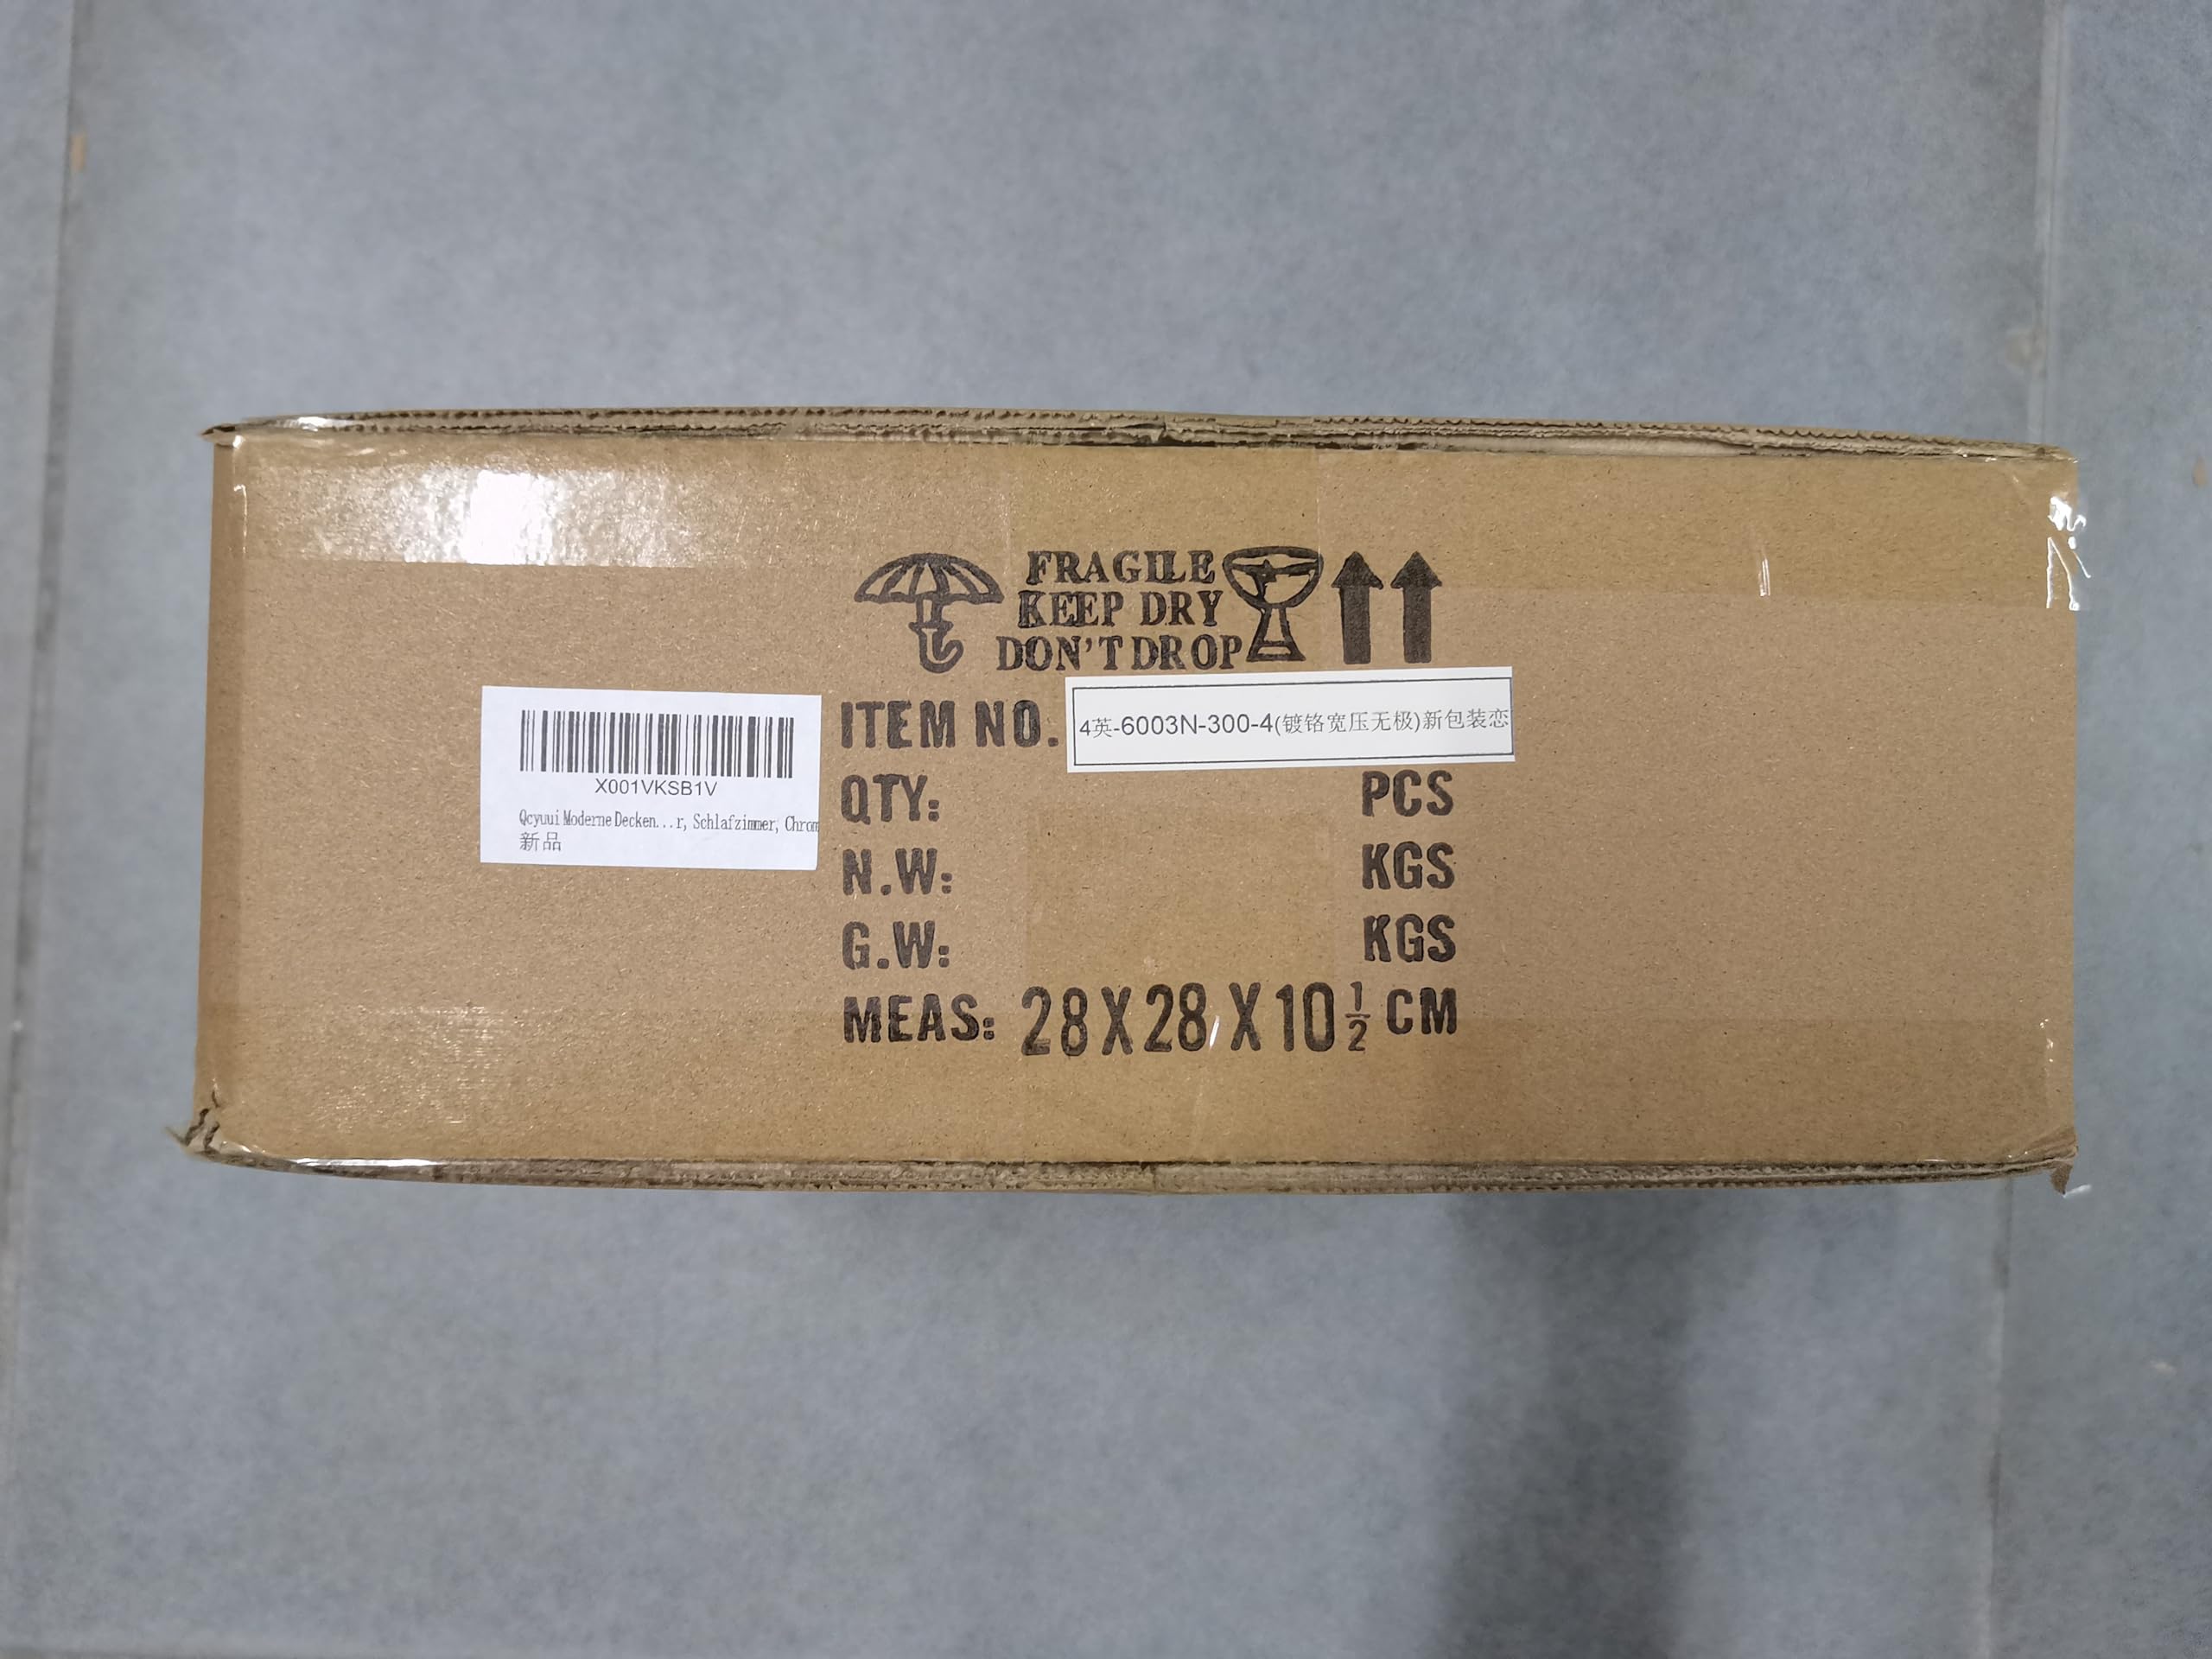 FRAGILE
KEEP DRY
DON'T DROP
ITEM NO. 4英-6003N-300-4(镀铬宽压无极)新包装恋
X001VKSB1V
Qcyuui Moderne Decken...r, Schlafzimmer, Chrom
新品
QTY: PCS
N.W: KGS
G.W: KGS
MEAS: 28X28X10½ CM